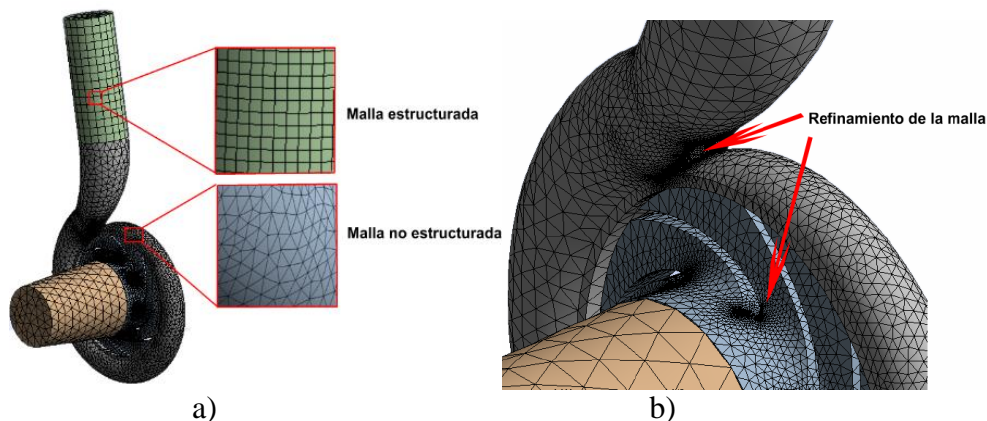 Malla estructurada
Malla no estructurada
Refinamiento de la malla
a)
b)